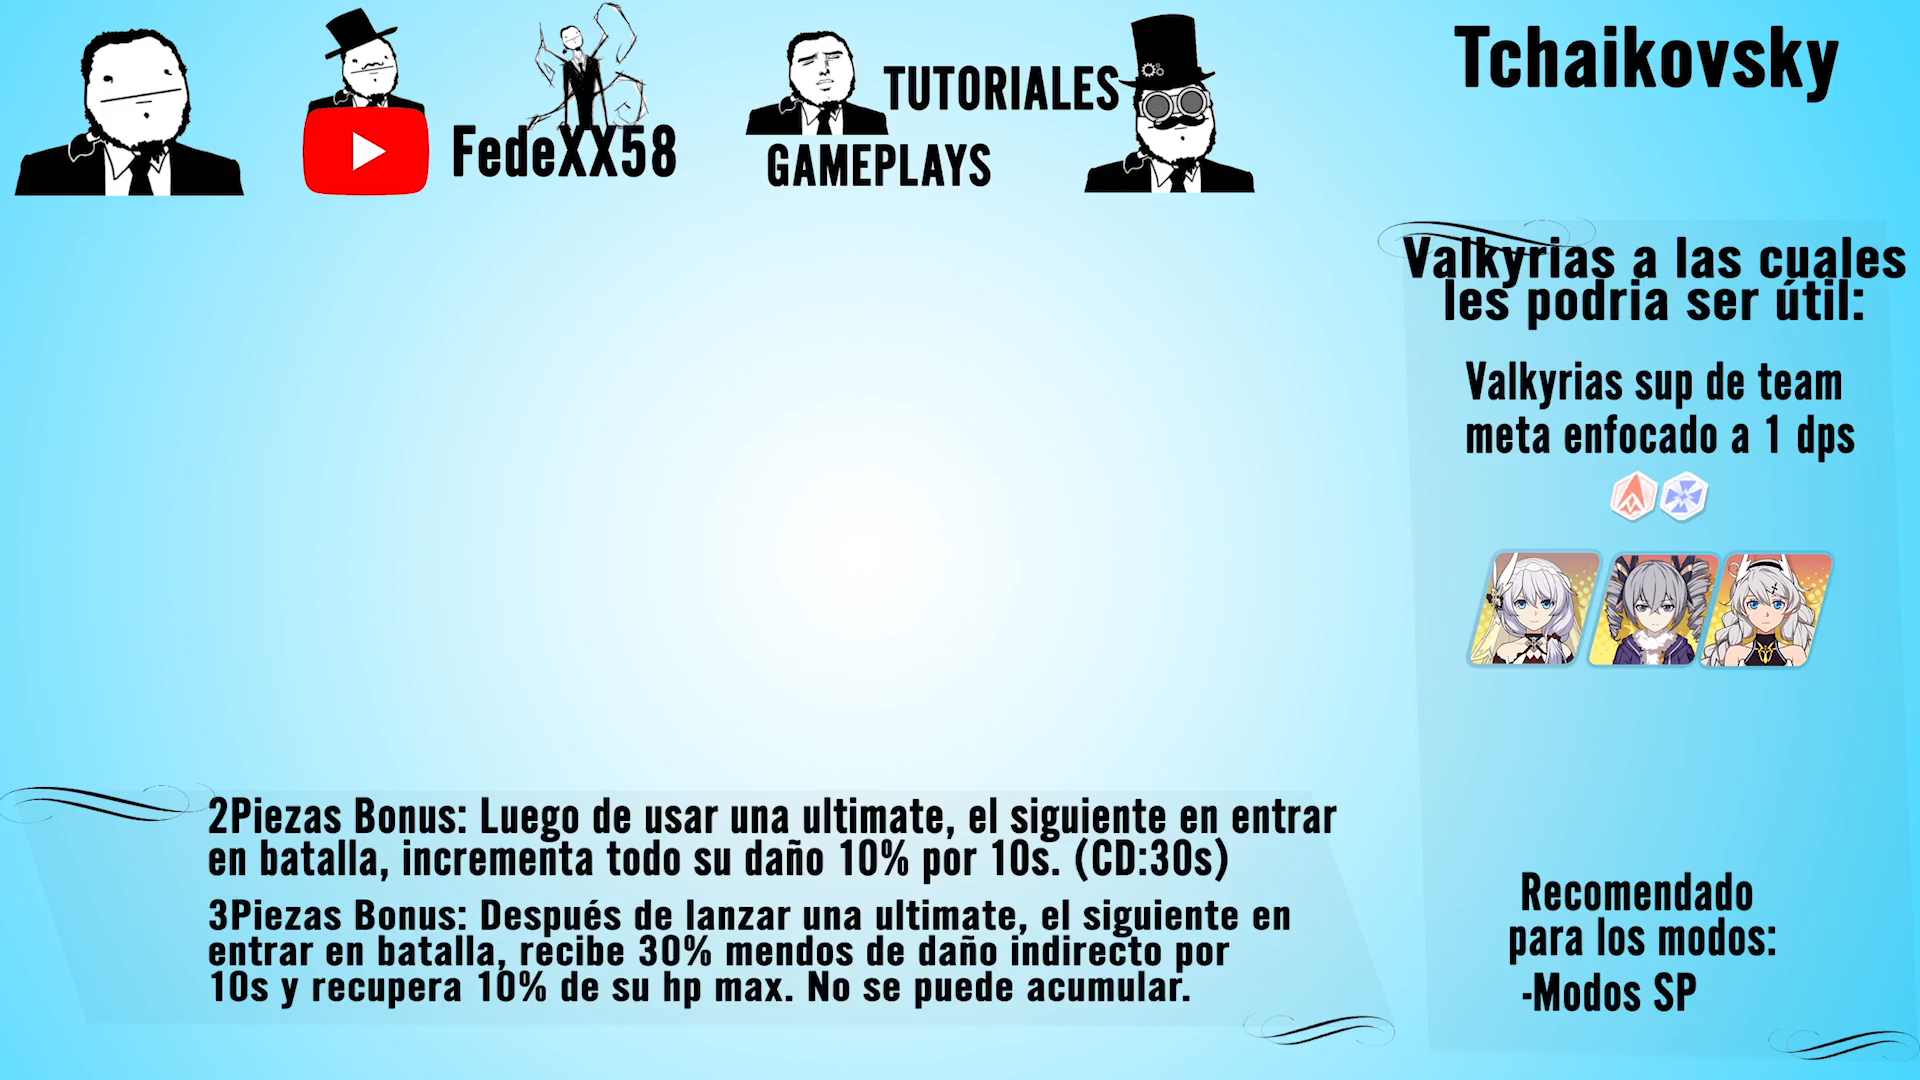 FedeXX58
TUTORIALES
GAMEPLAYS
Tchaikovsky
Valkyrias a las cuales
les podria ser útil:
Valkyrias sup de team
meta enfocado a 1 dps
2Piezas Bonus: Luego de usar una ultimate, el siguiente en entrar
en batalla, incrementa todo su daño 10% por 10s. (CD:30s)
3Piezas Bonus: Después de lanzar una ultimate, el siguiente en
entrar en batalla, recibe 30% mendos de daño indirecto por
10s y recupera 10% de su hp max. No se puede acumular.
Recomendado
para los modos:
-Modos SP